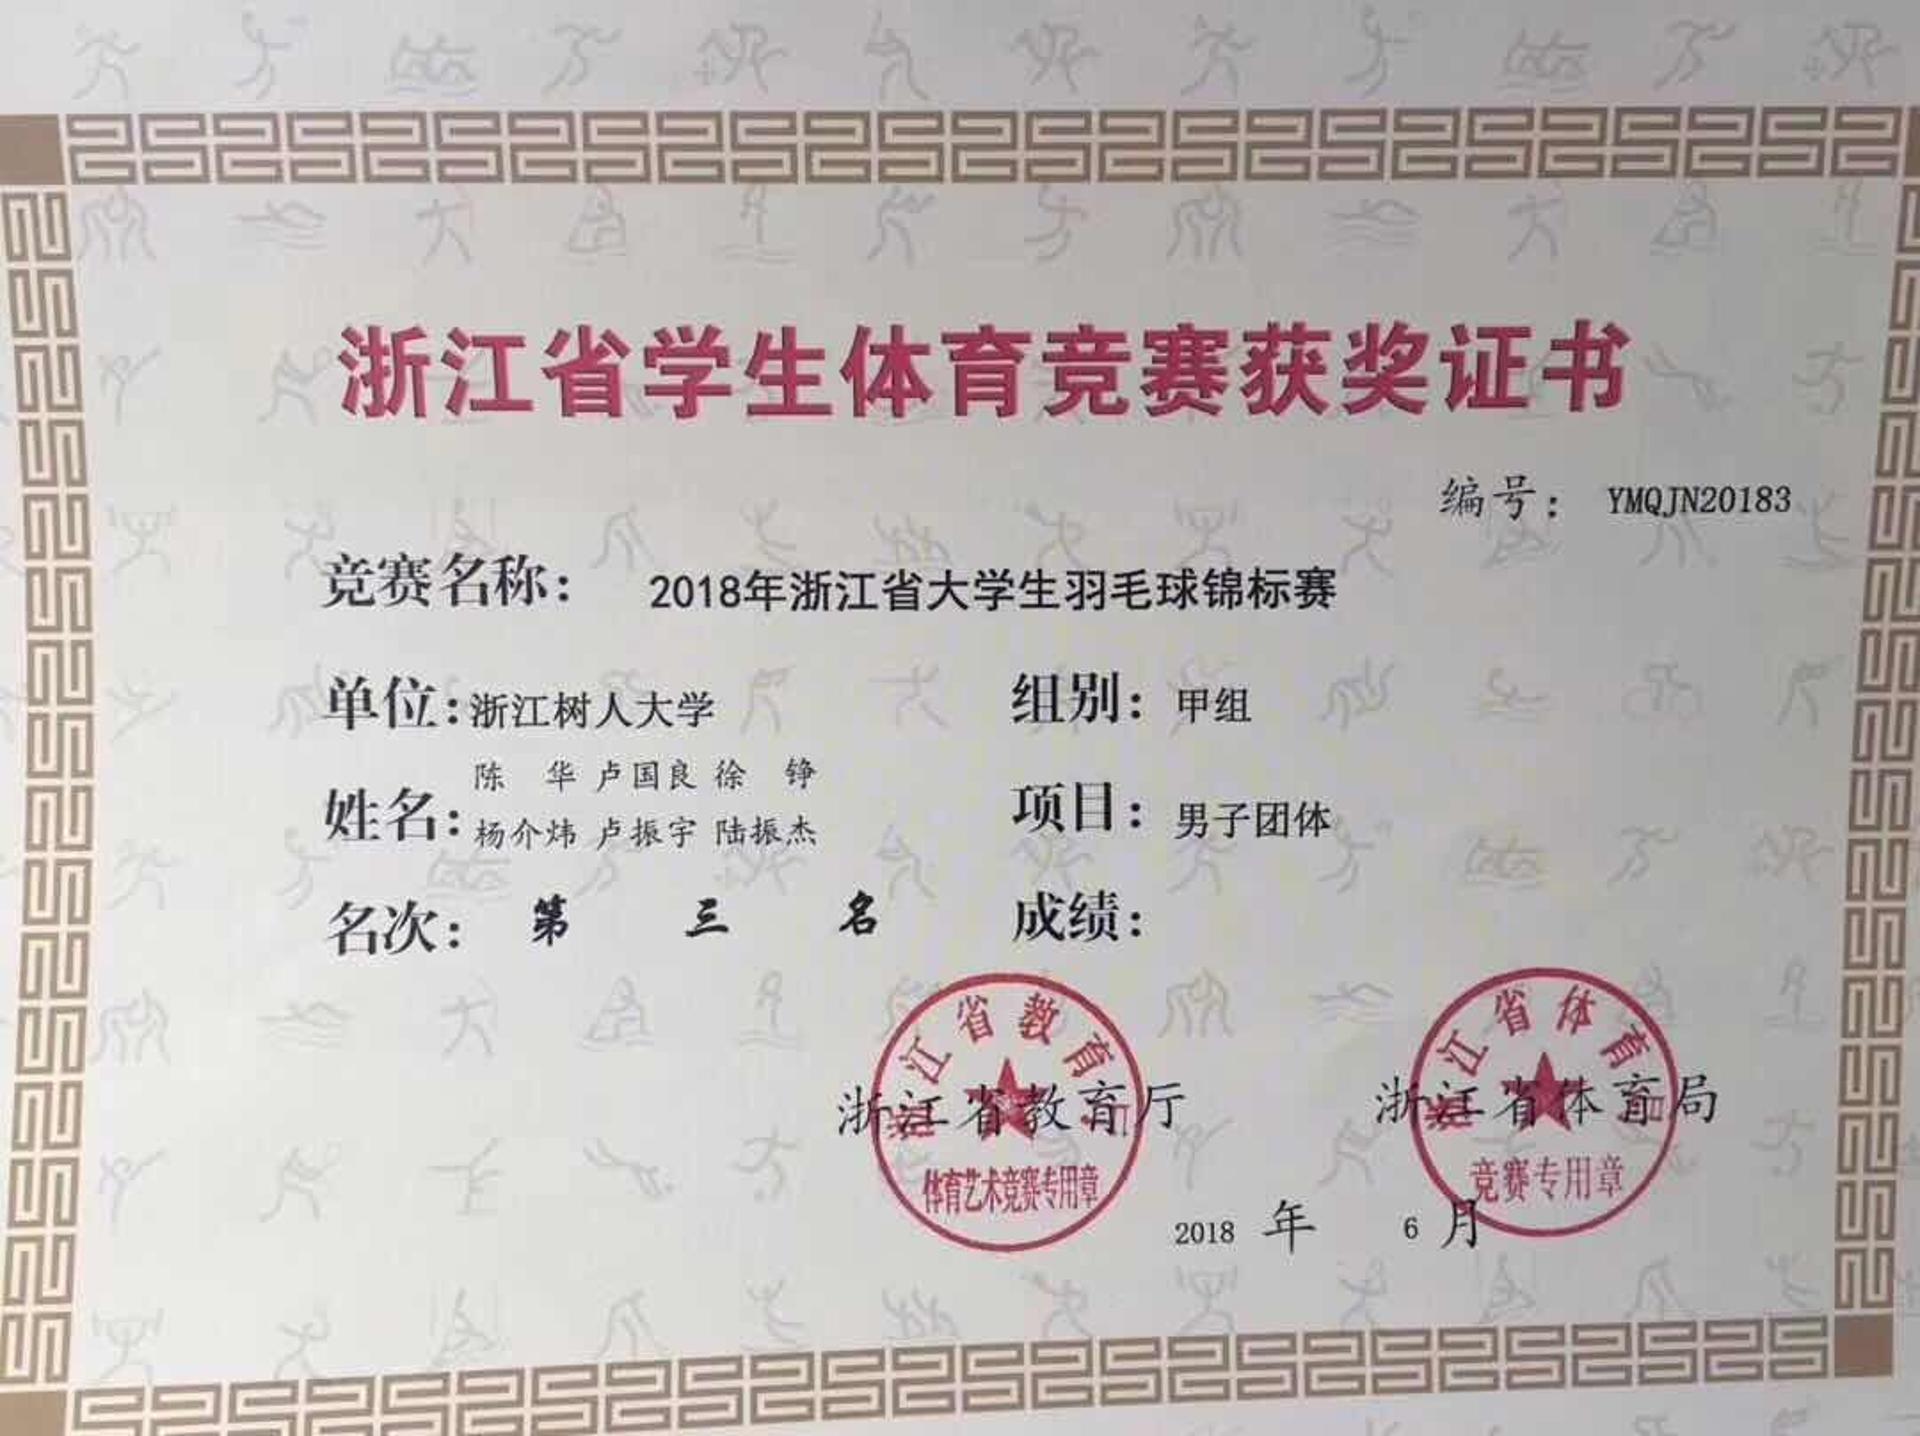 浙江省学生体育竞赛获奖证书
编号： YMQJN20183
竞赛名称： 2018年浙江省大学生羽毛球锦标赛
单位：浙江树人大学 组别：甲组
陈 华 卢国良 徐 铮
姓名： 项目：男子团体
杨介炜 卢振宇 陆振杰
名次： 第 三 名 成绩：
浙江省教育厅 浙江省体育局
浙江省教育厅
体育艺术竞赛专用章
浙江省体育局
竞赛专用章
2018 年 6 月